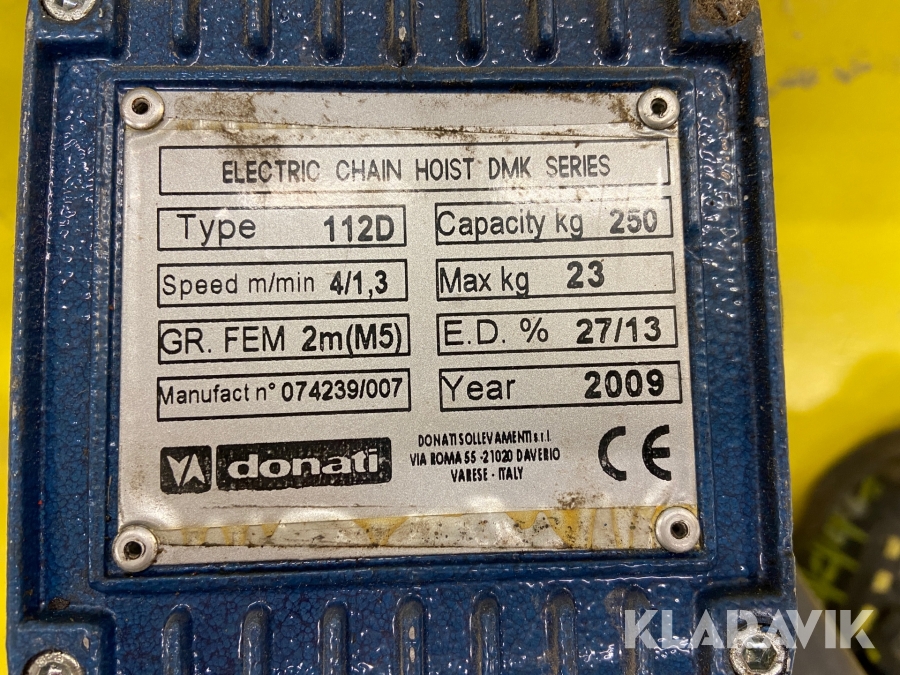 ELECTRIC CHAIN HOIST DMK SERIES
Type 112D
Capacity kg 250
Speed m/min 4/1,3
Max kg 23
GR. FEM 2m(M5)
E.D. % 27/13
Manufact n° 074239/007
Year 2009
donati
DONATI SOLLEVAMENTI s.r.l.
VIA ROMA 55 -21020 DAVERIO
VARESE - ITALY
CE
KLARAVIK